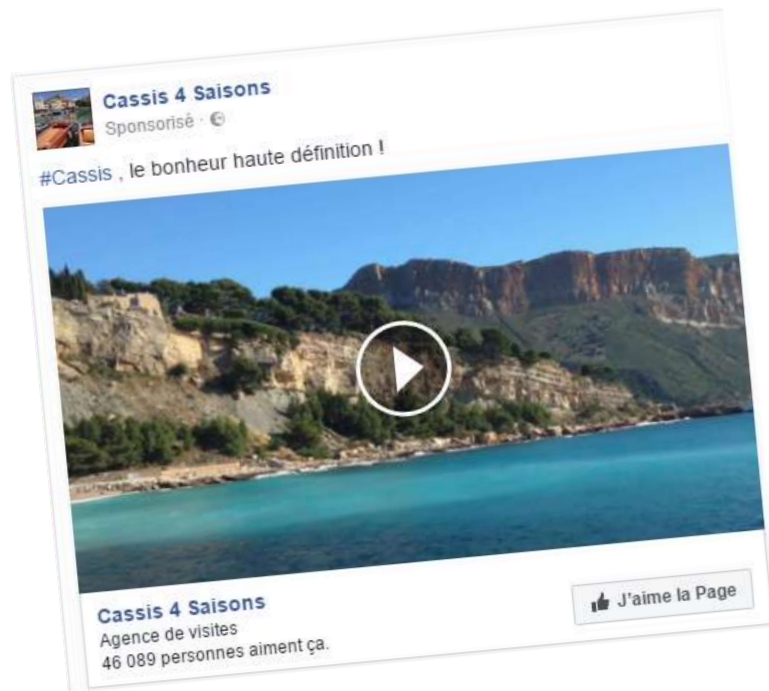 Cassis 4 Saisons
Sponsorisé ·
#Cassis , le bonheur haute définition !
Cassis 4 Saisons
Agence de visites
46 089 personnes aiment ça.
J'aime la Page